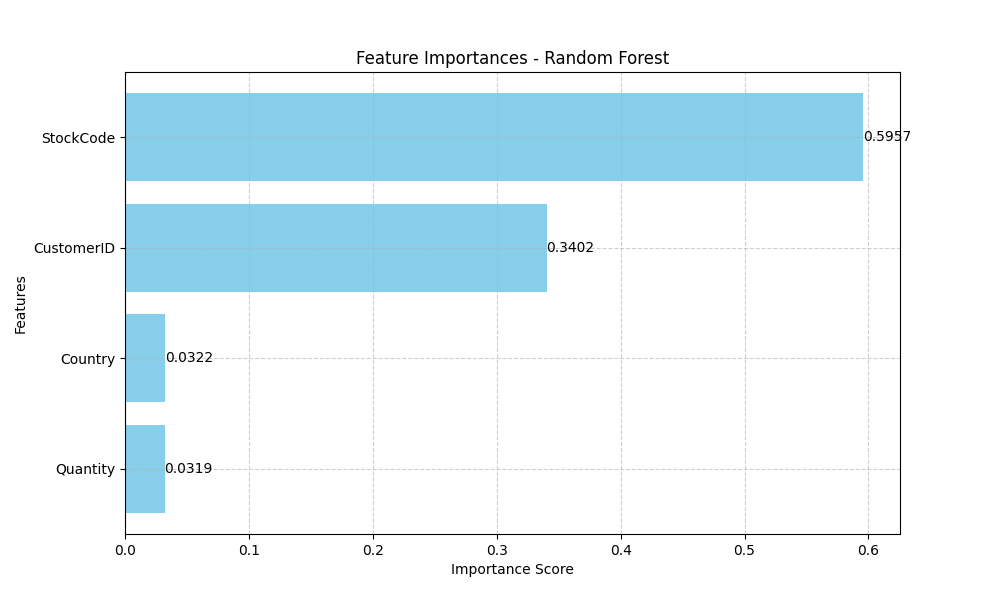 Feature Importances - Random Forest
StockCode
0.5957
CustomerID
0.3402
Country
0.0322
Quantity
0.0319
Features
0.0 0.1 0.2 0.3 0.4 0.5 0.6
Importance Score